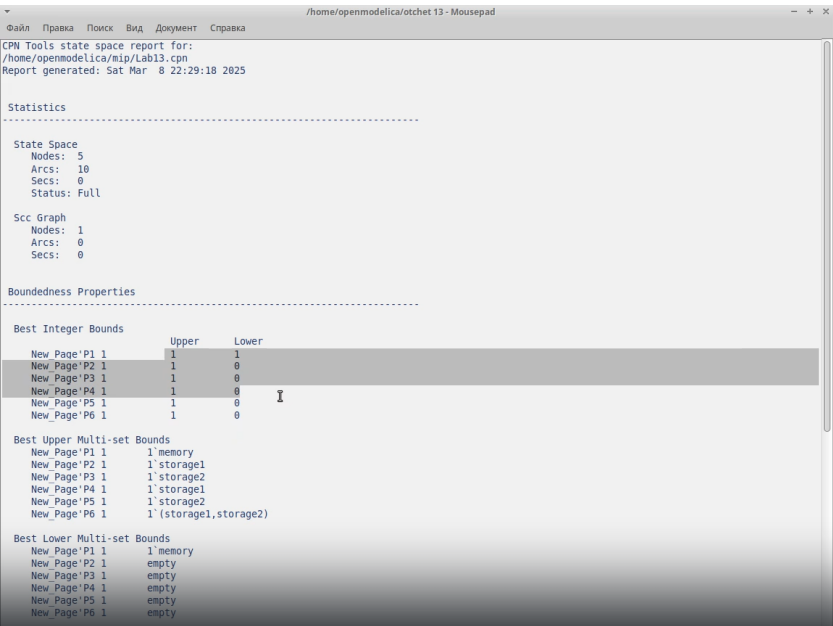 /home/openmodelica/otchet 13 - Mousepad
Файл Правка Поиск Вид Документ Справка
CPN Tools state space report for:
/home/openmodelica/mip/Lab13.cpn
Report generated: Sat Mar  8 22:29:18 2025
Statistics
------------------------------------------------------------------------
State Space
Nodes:  5
Arcs:   10
Secs:   0
Status: Full
Scc Graph
Nodes:  1
Arcs:   0
Secs:   0
Boundedness Properties
------------------------------------------------------------------------
Best Integer Bounds
Upper      Lower
New_Page'P1 1           1          1
New_Page'P2 1           1          0
New_Page'P3 1           1          0
New_Page'P4 1           1          0
New_Page'P5 1           1          0
New_Page'P6 1           1          0
Best Upper Multi-set Bounds
New_Page'P1 1       1`memory
New_Page'P2 1       1`storage1
New_Page'P3 1       1`storage2
New_Page'P4 1       1`storage1
New_Page'P5 1       1`storage2
New_Page'P6 1       1`(storage1,storage2)
Best Lower Multi-set Bounds
New_Page'P1 1       1`memory
New_Page'P2 1       empty
New_Page'P3 1       empty
New_Page'P4 1       empty
New_Page'P5 1       empty
New_Page'P6 1       empty